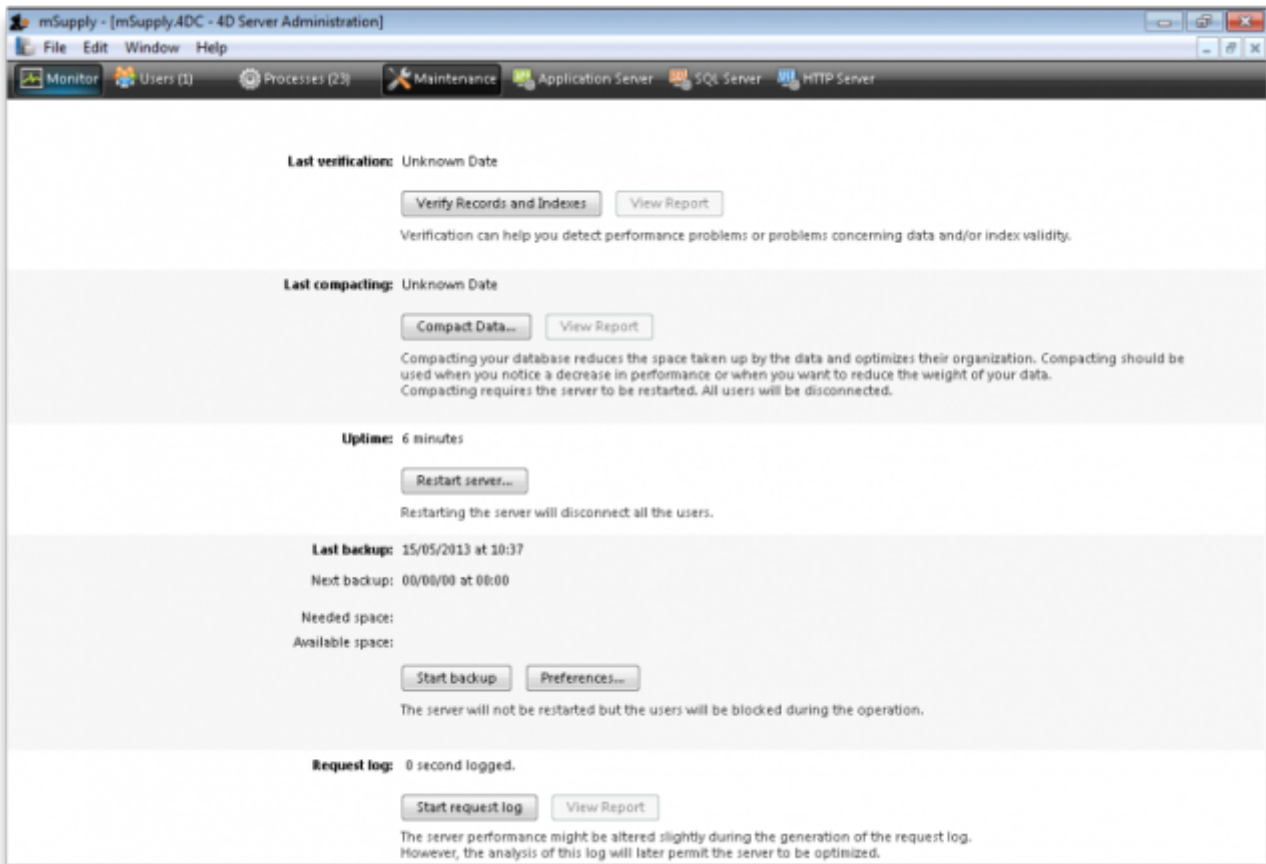 mSupply - [mSupply.4DC - 4D Server Administration]
File Edit Window Help
Monitor Users (1) Processes (23) Maintenance Application Server SQL Server HTTP Server
Last verification: Unknown Date
Verify Records and Indexes View Report
Verification can help you detect performance problems or problems concerning data and/or index validity.
Last compacting: Unknown Date
Compact Data... View Report
Compacting your database reduces the space taken up by the data and optimizes their organization. Compacting should be
used when you notice a decrease in performance or when you want to reduce the weight of your data.
Compacting requires the server to be restarted. All users will be disconnected.
Uptime: 6 minutes
Restart server...
Restarting the server will disconnect all the users.
Last backup: 15/05/2013 at 10:37
Next backup: 00/00/00 at 00:00
Needed space:
Available space:
Start backup Preferences...
The server will not be restarted but the users will be blocked during the operation.
Request log: 0 second logged.
Start request log View Report
The server performance might be altered slightly during the generation of the request log.
However, the analysis of this log will later permit the server to be optimized.